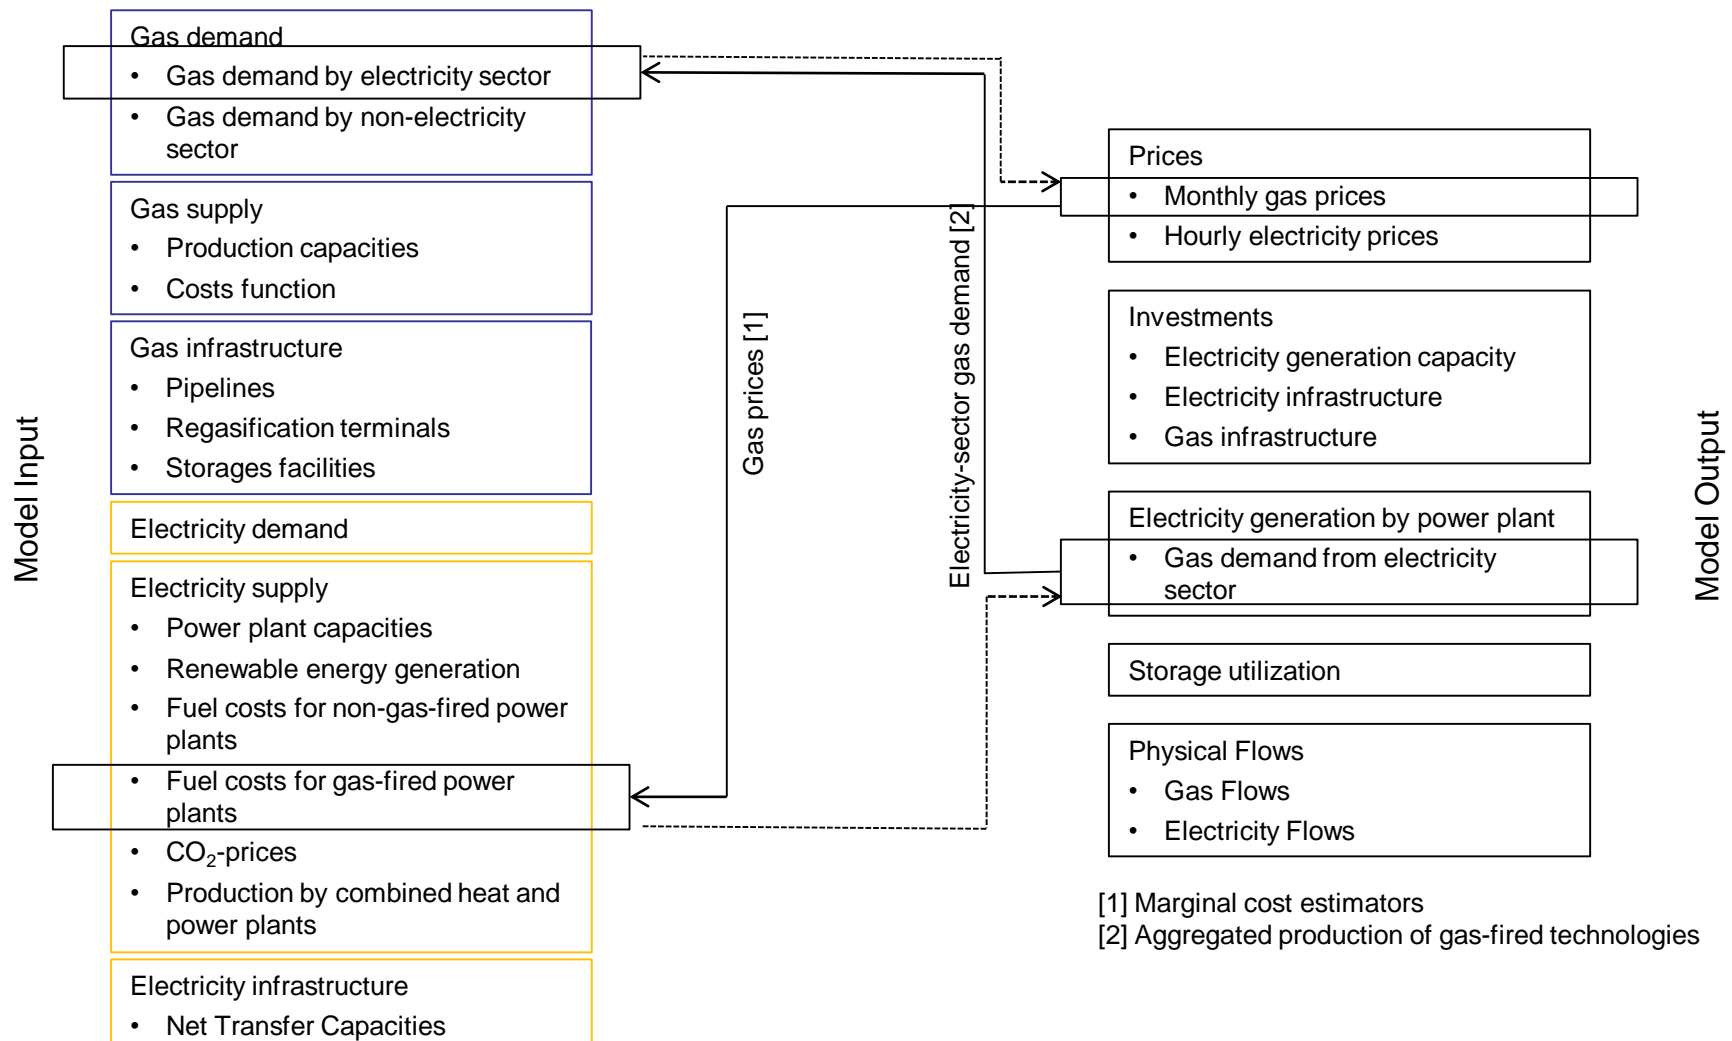 Model Input
Gas demand
• Gas demand by electricity sector
• Gas demand by non-electricity
sector
Gas supply
• Production capacities
• Costs function
Gas infrastructure
• Pipelines
• Regasification terminals
• Storages facilities
Electricity demand
Electricity supply
• Power plant capacities
• Renewable energy generation
• Fuel costs for non-gas-fired power
plants
• Fuel costs for gas-fired power
plants
• CO₂-prices
• Production by combined heat and
power plants
Electricity infrastructure
• Net Transfer Capacities
Gas prices [1]
Electricity-sector gas demand [2]
Prices
• Monthly gas prices
• Hourly electricity prices
Investments
• Electricity generation capacity
• Electricity infrastructure
• Gas infrastructure
Electricity generation by power plant
• Gas demand from electricity
sector
Storage utilization
Physical Flows
• Gas Flows
• Electricity Flows
[1] Marginal cost estimators
[2] Aggregated production of gas-fired technologies
Model Output